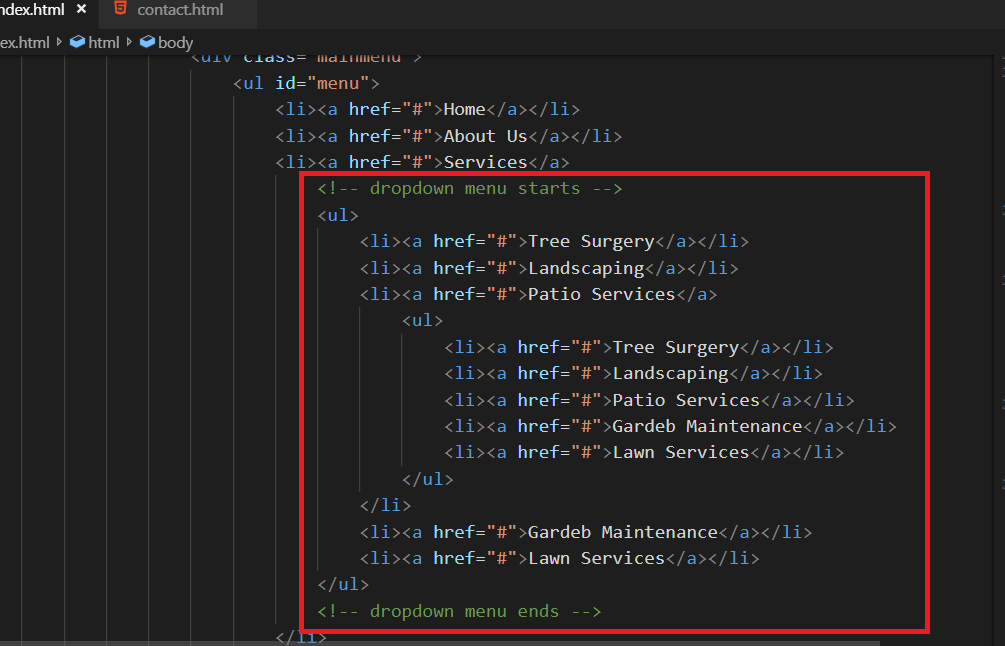 ndex.html × contact.html
ex.html html body
<div class="mainmenu">
<ul id="menu">
<li><a href="#">Home</a></li>
<li><a href="#">About Us</a></li>
<li><a href="#">Services</a>
<!-- dropdown menu starts -->
<ul>
<li><a href="#">Tree Surgery</a></li>
<li><a href="#">Landscaping</a></li>
<li><a href="#">Patio Services</a>
<ul>
<li><a href="#">Tree Surgery</a></li>
<li><a href="#">Landscaping</a></li>
<li><a href="#">Patio Services</a></li>
<li><a href="#">Gardeb Maintenance</a></li>
<li><a href="#">Lawn Services</a></li>
</ul>
</li>
<li><a href="#">Gardeb Maintenance</a></li>
<li><a href="#">Lawn Services</a></li>
</ul>
<!-- dropdown menu ends -->
</li>